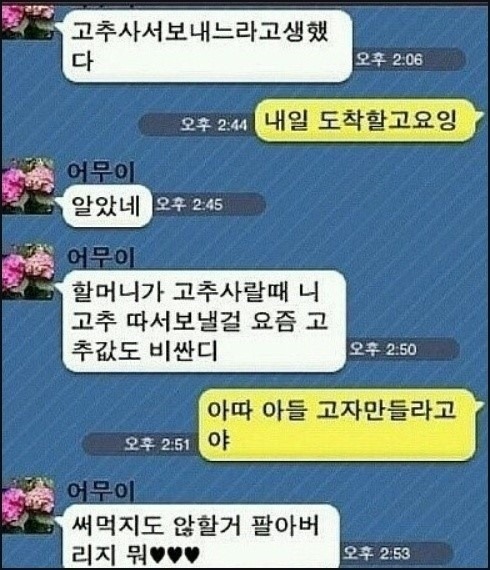 고추사서보내느라고생했
다
오후 2:06
내일 도착할고요잉
오후 2:44
어무이
알았네
오후 2:45
어무이
할머니가 고추사랄때 니
고추 따서보낼걸 요즘 고
추값도 비싼디
오후 2:50
아따 아들 고자만들라고
야
오후 2:51
어무이
써먹지도 않할거 팔아버
리지 뭐♥♥♥
오후 2:53